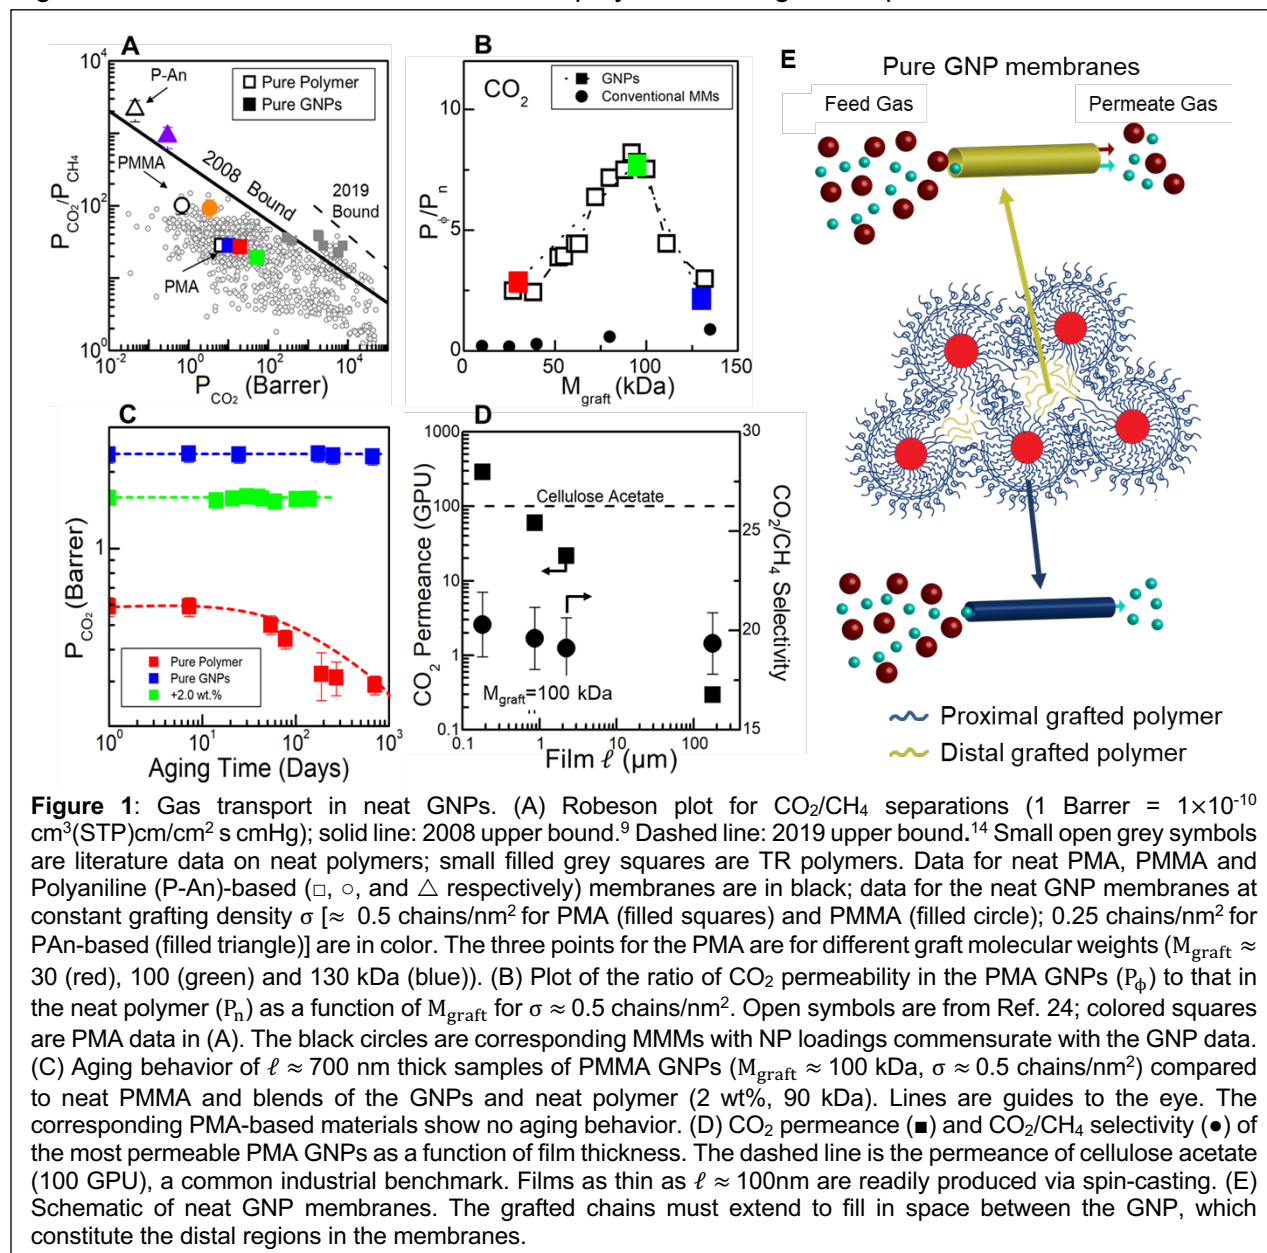 A
10⁴
10²
10⁰
P_CO₂/P_CH₄
P-An
PMMA
PMA
Pure Polymer
Pure GNPs
2008 Bound
2019
Bound
10⁻² 10⁰ 10² 10⁴
P_CO₂ (Barrer)
B
CO₂
GNPs
Conventional MMs
10
5
0
P_ϕ/P_n
0 50 100 150
M_graft (kDa)
C
P_CO₂ (Barrer)
1
Pure Polymer
Pure GNPs
+2.0 wt.%
10⁰ 10¹ 10² 10³
Aging Time (Days)
D
CO₂ Permeance (GPU)
1000
100
10
1
0.1
Cellulose Acetate
M_graft=100 kDa
30
25
20
15
CO₂/CH₄ Selectivity
0.1 1 10 100
Film ℓ (μm)
E
Pure GNP membranes
Feed Gas
Permeate Gas
Proximal grafted polymer
Distal grafted polymer
Figure 1: Gas transport in neat GNPs. (A) Robeson plot for CO₂/CH₄ separations (1 Barrer = 1×10⁻¹⁰
cm³(STP)cm/cm² s cmHg); solid line: 2008 upper bound.⁹ Dashed line: 2019 upper bound.¹⁴ Small open grey symbols
are literature data on neat polymers; small filled grey squares are TR polymers. Data for neat PMA, PMMA and
Polyaniline (P-An)-based (□, ○, and △ respectively) membranes are in black; data for the neat GNP membranes at
constant grafting density σ [≈ 0.5 chains/nm² for PMA (filled squares) and PMMA (filled circle); 0.25 chains/nm² for
PAn-based (filled triangle)] are in color. The three points for the PMA are for different graft molecular weights (M_graft ≈
30 (red), 100 (green) and 130 kDa (blue)). (B) Plot of the ratio of CO₂ permeability in the PMA GNPs (P_ϕ) to that in
the neat polymer (P_n) as a function of M_graft for σ ≈ 0.5 chains/nm². Open symbols are from Ref. 24; colored squares
are PMA data in (A). The black circles are corresponding MMMs with NP loadings commensurate with the GNP data.
(C) Aging behavior of ℓ ≈ 700 nm thick samples of PMMA GNPs (M_graft ≈ 100 kDa, σ ≈ 0.5 chains/nm²) compared
to neat PMMA and blends of the GNPs and neat polymer (2 wt%, 90 kDa). Lines are guides to the eye. The
corresponding PMA-based materials show no aging behavior. (D) CO₂ permeance (■) and CO₂/CH₄ selectivity (●) of
the most permeable PMA GNPs as a function of film thickness. The dashed line is the permeance of cellulose acetate
(100 GPU), a common industrial benchmark. Films as thin as ℓ ≈ 100nm are readily produced via spin-casting. (E)
Schematic of neat GNP membranes. The grafted chains must extend to fill in space between the GNP, which
constitute the distal regions in the membranes.